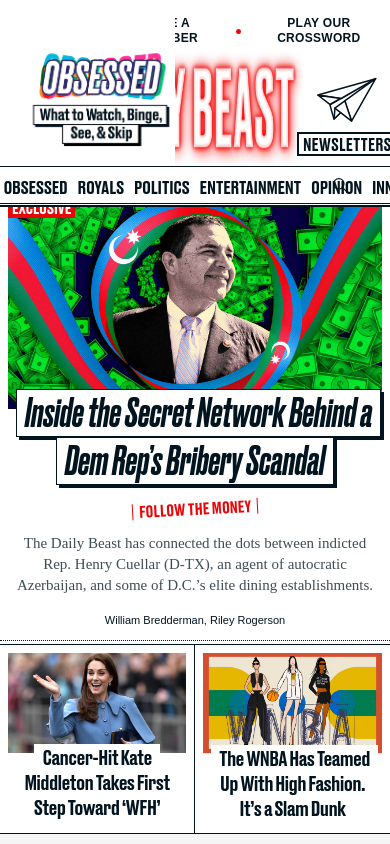 E A
BER
PLAY OUR
CROSSWORD
OBSESSED
What to Watch, Binge,
See, & Skip
Y BEAST
NEWSLETTERS
OBSESSED ROYALS POLITICS ENTERTAINMENT OPINION INN
EXCLUSIVE
Inside the Secret Network Behind a
Dem Rep’s Bribery Scandal
FOLLOW THE MONEY
The Daily Beast has connected the dots between indicted
Rep. Henry Cuellar (D-TX), an agent of autocratic
Azerbaijan, and some of D.C.’s elite dining establishments.
William Bredderman, Riley Rogerson
Cancer-Hit Kate
Middleton Takes First
Step Toward ‘WFH’
WNBA
The WNBA Has Teamed
Up With High Fashion.
It’s a Slam Dunk